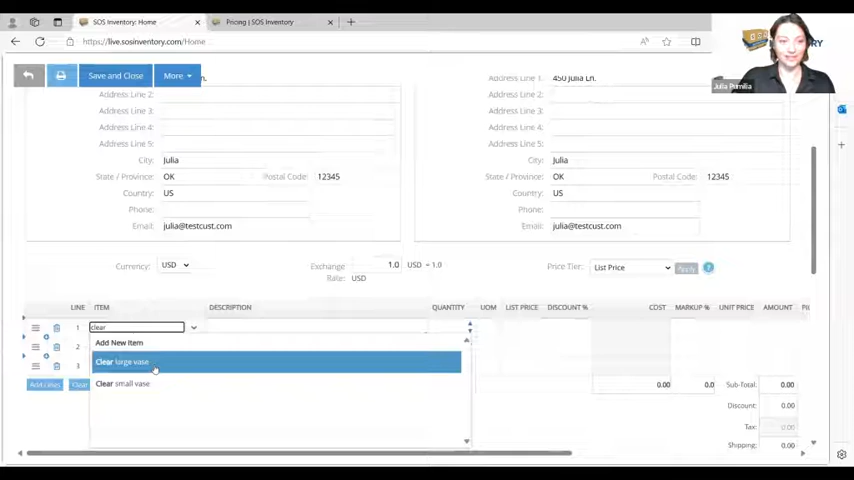 SOS Inventory: Home
Pricing | SOS Inventory
https://live.sosinventory.com/Home
Save and Close
More
Julia Pumilia
Address Line 1: 450 Julia Ln.
Address Line 2:
Address Line 2:
Address Line 3:
Address Line 3:
Address Line 4:
Address Line 4:
Address Line 5:
Address Line 5:
City: Julia
City: Julia
State / Province: OK
Postal Code: 12345
State / Province: OK
Postal Code: 12345
Country: US
Country: US
Phone:
Phone:
Email: julia@testcust.com
Email: julia@testcust.com
Currency: USD
Exchange Rate: 1.0 USD = 1.0 USD
Price Tier: List Price
Apply
?
LINE ITEM DESCRIPTION QUANTITY UOM LIST PRICE DISCOUNT % COST MARKUP % UNIT PRICE AMOUNT
1 clear
Add New Item
2
Clear large vase
3
Clear small vase
Add Lines
Clear
0.00 0.0 Sub-Total: 0.00
Discount: 0.00
Tax: 0.00
Shipping: 0.00